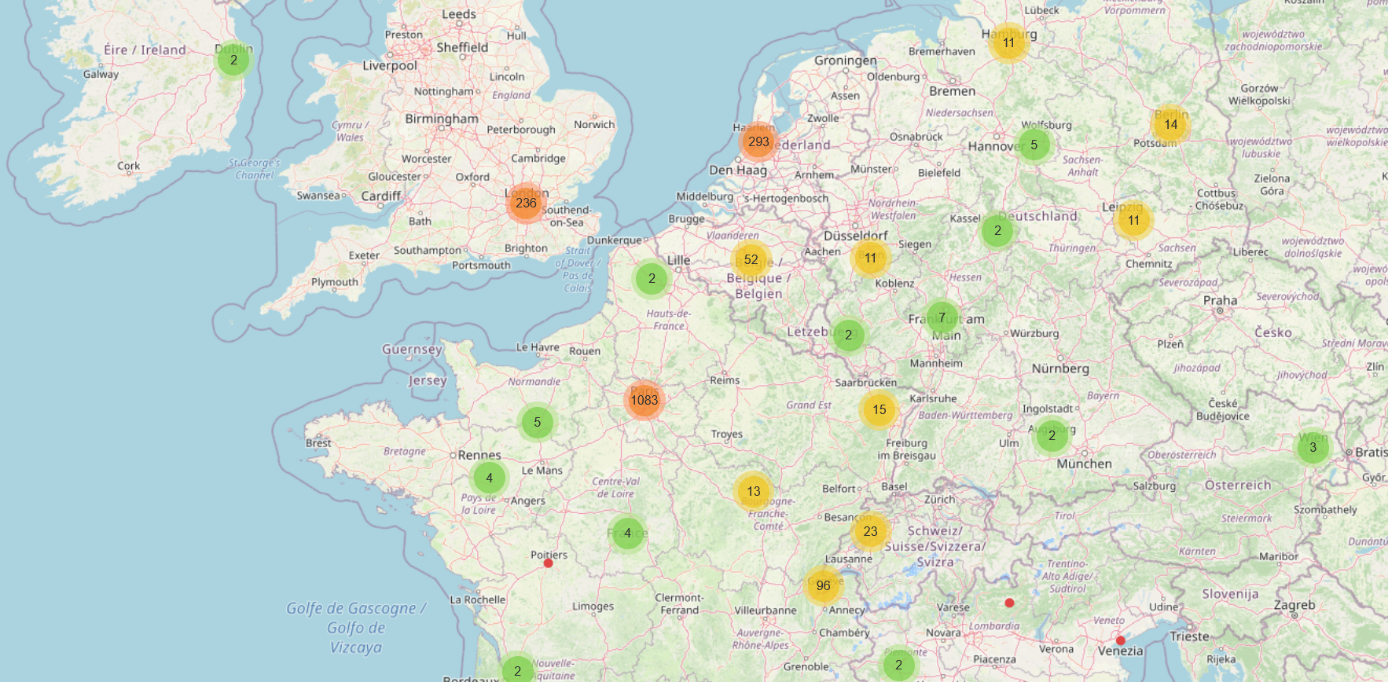 Leeds
Lübeck
Vorpommern
województwo
zachodniopomorskie
Preston
Hull
Hamburg
11
Éire / Ireland
Dublin
2
Sheffield
Bremerhaven
Groningen
Galway
Liverpool
Lincoln
Oldenburg
Nottingham
England
Assen
Bremen
Gorzów
Wielkopolski
Birmingham
Peterborough
Norwich
Zwolle
Niedersachsen
Berlin
14
Cymru /
Wales
Haarlem
293
Nederland
Osnabrück
Wolfsburg
Hannover
5
Potsdam
województwo
lubuskie
Cork
St George's
Channel
Worcester
Cambridge
Gloucester
Oxford
Den Haag
Arnhem
Münster
Bielefeld
Sachsen-
Anhalt
Zielona
Góra
Swansea
Cardiff
London
236
Southend-
on-Sea
Middelburg
's-Hertogenbosch
Cottbus
Chóśebuz
Bath
Brugge
Nordrhein
Westfalen
Kassel
Deutschland
2
Leipzig
11
Southampton
Brighton
Dunkerque
Vlaanderen
Düsseldorf
Siegen
Thüringen
Sachsen
Liberec
województwo
dolnośląskie
Exeter
Portsmouth
Strait
of Dover /
Pas de
Calais
Lille
52
België /
Belgique /
Belgien
Aachen
11
Chemnitz
Plymouth
2
Koblenz
Hessen
Severozápad
Severovýchod
Hauts-de-
France
Praha
Letzebuerg
2
Frankfurt am
Main
7
Würzburg
Česko
Guernsey
Le Havre
Rouen
Plzeň
Mannheim
Nürnberg
Jihozápad
Jihovýchod
Jersey
Normandie
Reims
Saarbrücken
Paris
1083
Grand Est
15
Karlsruhe
Baden-Württemberg
Ingolstadt
Bayern
České
Budějovice
5
Brest
Bretagne
Rennes
Troyes
Freiburg
im Breisgau
Ulm
Augsburg
2
München
Wien
3
Oberösterreich
Le Mans
4
Pays de
la Loire
Angers
Centre-Val
de Loire
13
Bourgogne-
Franche-
Comté
Belfort
Basel
Zürich
Salzburg
Österreich
Szombathely
Besançon
23
Schweiz/
Suisse/Svizzera/
Svizra
Tirol
Steiermark
4
France
Poitiers
Lausanne
Kärnten
Maribor
Trentino-
Alto Adige/
Südtirol
96
Annecy
Slovenija
La Rochelle
Golfe de Gascogne /
Golfo de
Vizcaya
Limoges
Clermont-
Ferrand
Villeurbanne
Varese
Udine
Zagreb
Auvergne-
Rhône-Alpes
Chambéry
Novara
Lombardia
Veneto
Verona
Venezia
Trieste
Rijeka
2
Nouvelle-
Aquitaine
Bordeaux
Grenoble
Piemonte
2
Piacenza